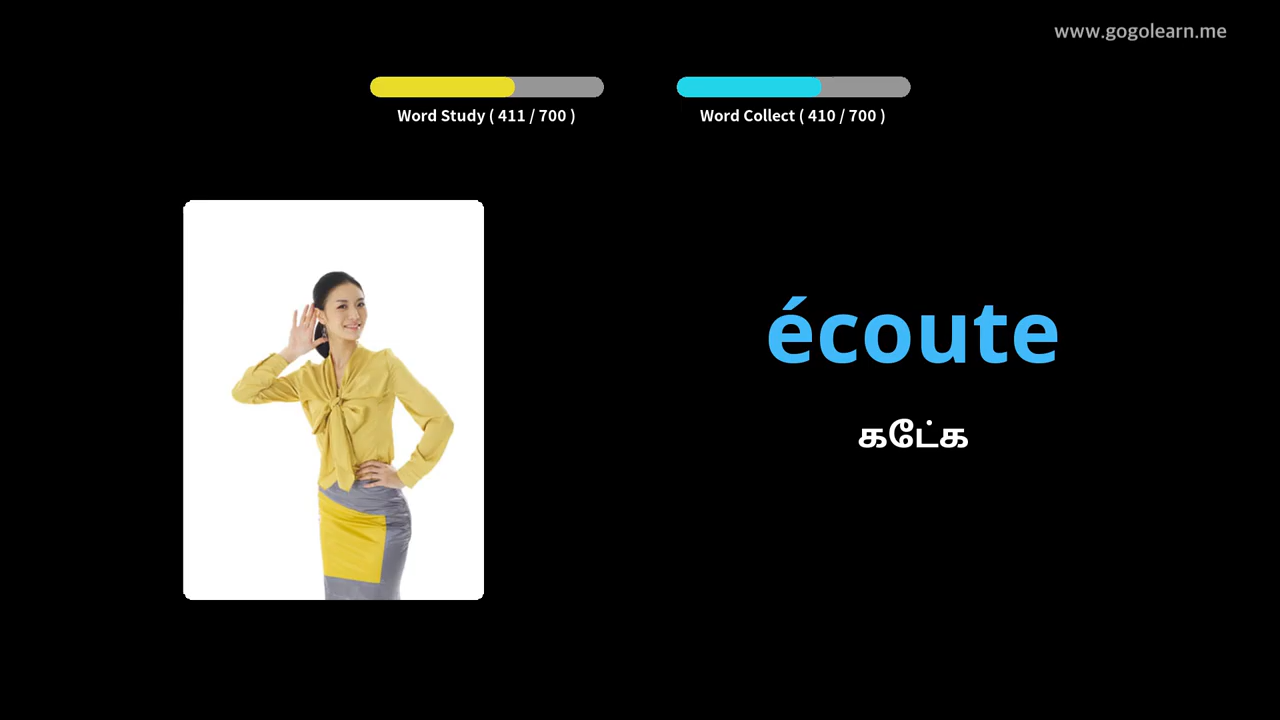 www.gogolearn.me
Word Study ( 411 / 700 )
Word Collect ( 410 / 700 )
écoute
கேட்க